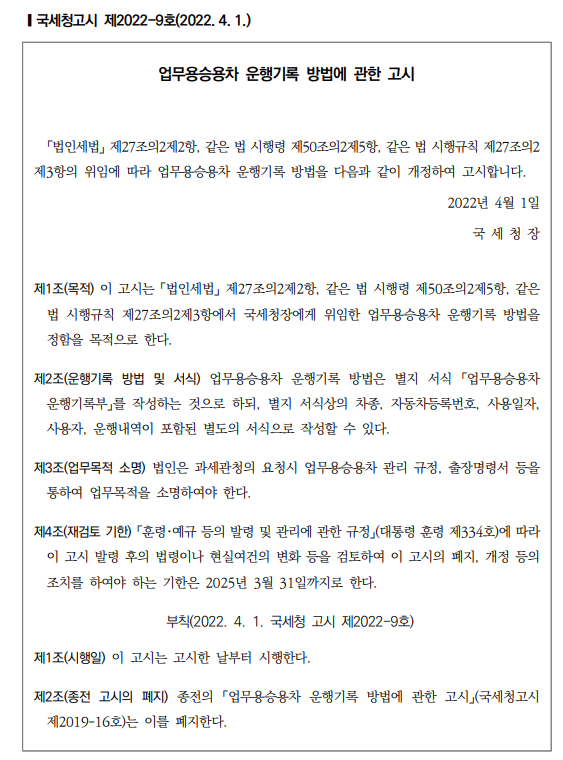 ▌국세청고시 제2022-9호(2022. 4. 1.)
업무용승용차 운행기록 방법에 관한 고시
「법인세법」 제27조의2제2항, 같은 법 시행령 제50조의2제5항, 같은 법 시행규칙 제27조의2
제3항의 위임에 따라 업무용승용차 운행기록 방법을 다음과 같이 개정하여 고시합니다.
2022년 4월 1일
국 세 청 장
제1조(목적) 이 고시는 「법인세법」 제27조의2제2항, 같은 법 시행령 제50조의2제5항, 같은
법 시행규칙 제27조의2제3항에서 국세청장에게 위임한 업무용승용차 운행기록 방법을
정함을 목적으로 한다.
제2조(운행기록 방법 및 서식) 업무용승용차 운행기록 방법은 별지 서식 「업무용승용차
운행기록부」를 작성하는 것으로 하되, 별지 서식상의 차종, 자동차등록번호, 사용일자,
사용자, 운행내역이 포함된 별도의 서식으로 작성할 수 있다.
제3조(업무목적 소명) 법인은 과세관청의 요청시 업무용승용차 관리 규정, 출장명령서 등을
통하여 업무목적을 소명하여야 한다.
제4조(재검토 기한) 「훈령·예규 등의 발령 및 관리에 관한 규정」(대통령 훈령 제334호)에 따라
이 고시 발령 후의 법령이나 현실여건의 변화 등을 검토하여 이 고시의 폐지, 개정 등의
조치를 하여야 하는 기한은 2025년 3월 31일까지로 한다.
부칙(2022. 4. 1. 국세청 고시 제2022-9호)
제1조(시행일) 이 고시는 고시한 날부터 시행한다.
제2조(종전 고시의 폐지) 종전의 「업무용승용차 운행기록 방법에 관한 고시」(국세청고시
제2019-16호)는 이를 폐지한다.